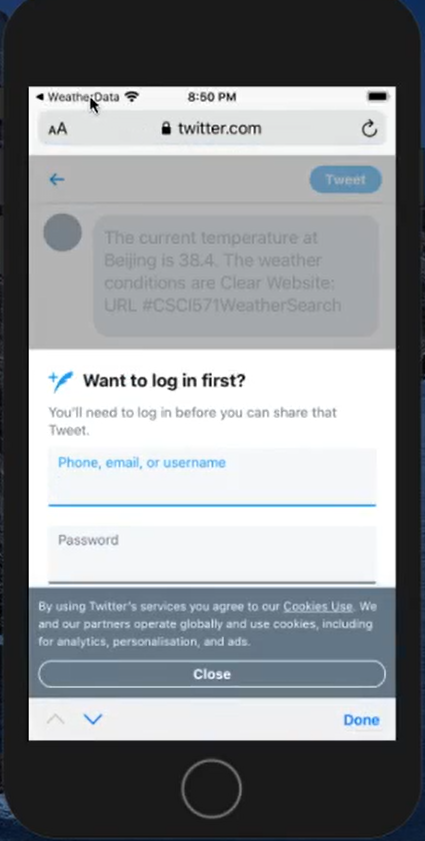 WeatherData 8:50 PM
AA twitter.com
Tweet
The current temperature at
Beijing is 38.4. The weather
conditions are Clear Website:
URL #CSCI571WeatherSearch
Want to log in first?
You'll need to log in before you can share that
Tweet.
Phone, email, or username
Password
By using Twitter's services you agree to our Cookies Use. We
and our partners operate globally and use cookies, including
for analytics, personalisation, and ads.
Close
Done